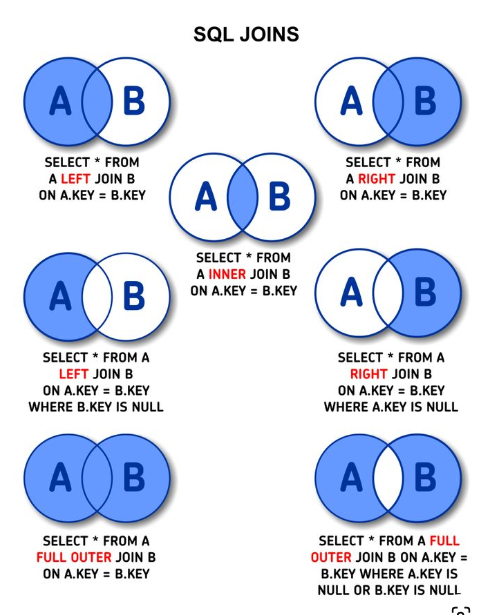 SQL JOINS
A B
SELECT * FROM
A LEFT JOIN B
ON A.KEY = B.KEY
A B
SELECT * FROM
A RIGHT JOIN B
ON A.KEY = B.KEY
A B
SELECT * FROM
A INNER JOIN B
ON A.KEY = B.KEY
A B
SELECT * FROM A
LEFT JOIN B
ON A.KEY = B.KEY
WHERE B.KEY IS NULL
A B
SELECT * FROM A
RIGHT JOIN B
ON A.KEY = B.KEY
WHERE A.KEY IS NULL
A B
SELECT * FROM A
FULL OUTER JOIN B
ON A.KEY = B.KEY
A B
SELECT * FROM A FULL
OUTER JOIN B ON A.KEY =
B.KEY WHERE A.KEY IS
NULL OR B.KEY IS NULL